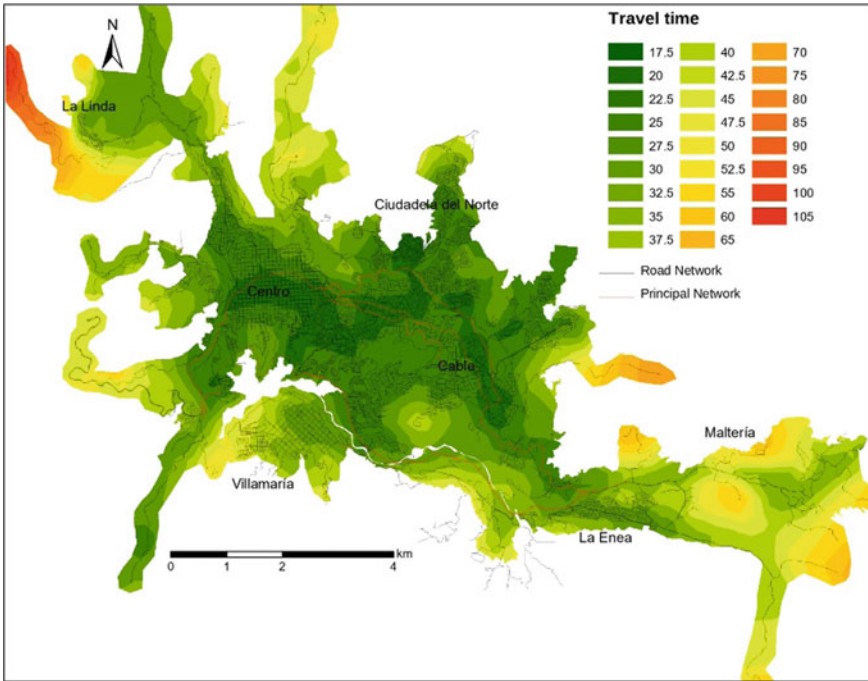 Travel time
17.5 40 70
20 42.5 75
22.5 45 80
25 47.5 85
27.5 50 90
30 52.5 95
32.5 55 100
35 60 105
37.5 65
Road Network
Principal Network
N
La Linda
Ciudadela del Norte
Centro
Cable
Maltería
Villamaría
La Enea
km
0 1 2 4